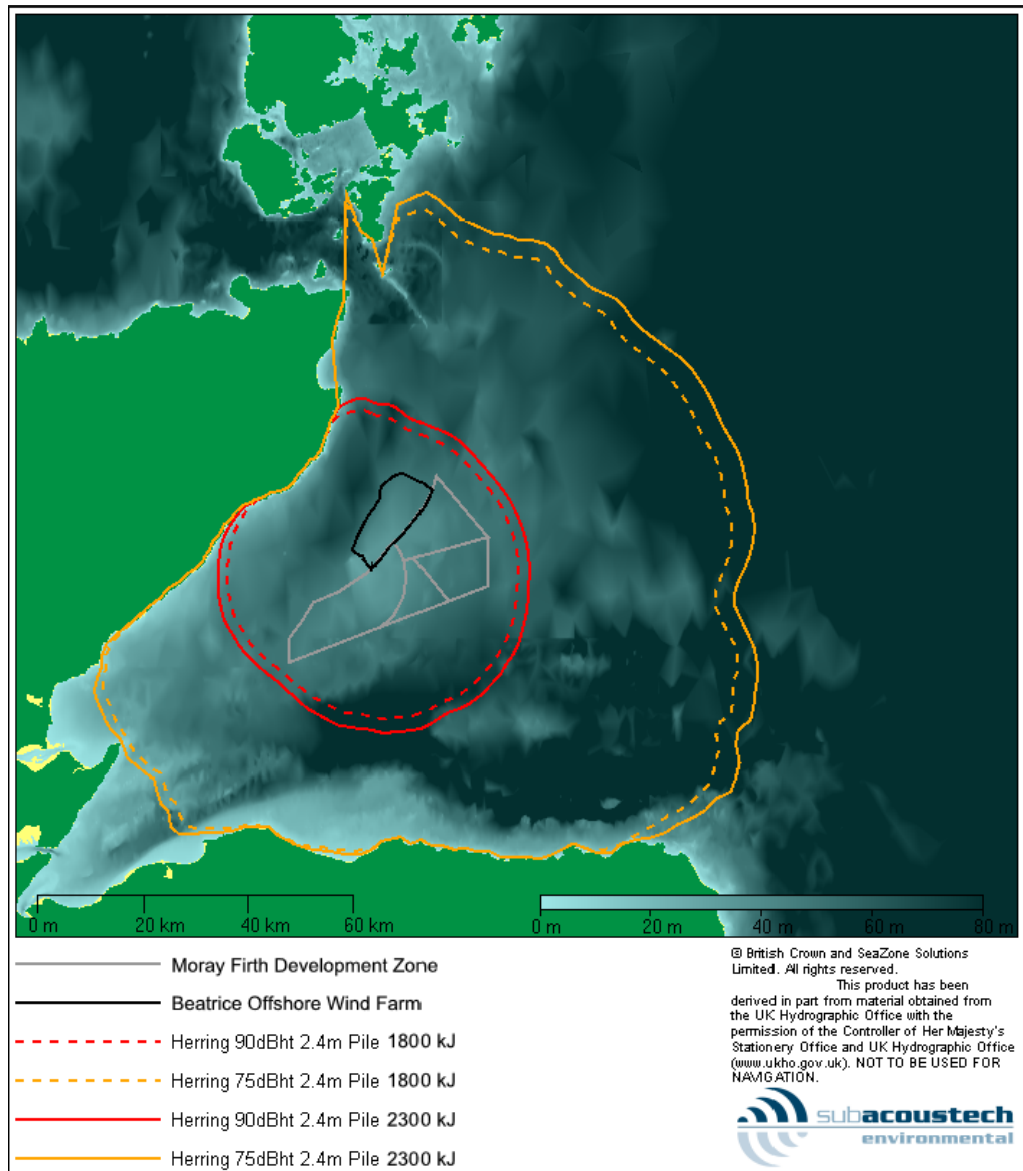 0 m 20 km 40 km 60 km 0 m 20 m 40 m 60 m 80 m
Moray Firth Development Zone
Beatrice Offshore Wind Farm
Herring 90dBht 2.4m Pile 1800 kJ
Herring 75dBht 2.4m Pile 1800 kJ
Herring 90dBht 2.4m Pile 2300 kJ
Herring 75dBht 2.4m Pile 2300 kJ
© British Crown and SeaZone Solutions
Limited. All rights reserved.
This product has been
derived in part from material obtained from
the UK Hydrographic Office with the
permission of the Controller of Her Majesty's
Stationery Office and UK Hydrographic Office
(www.ukho.gov.uk). NOT TO BE USED FOR
NAVIGATION.
subacoustech
environmental